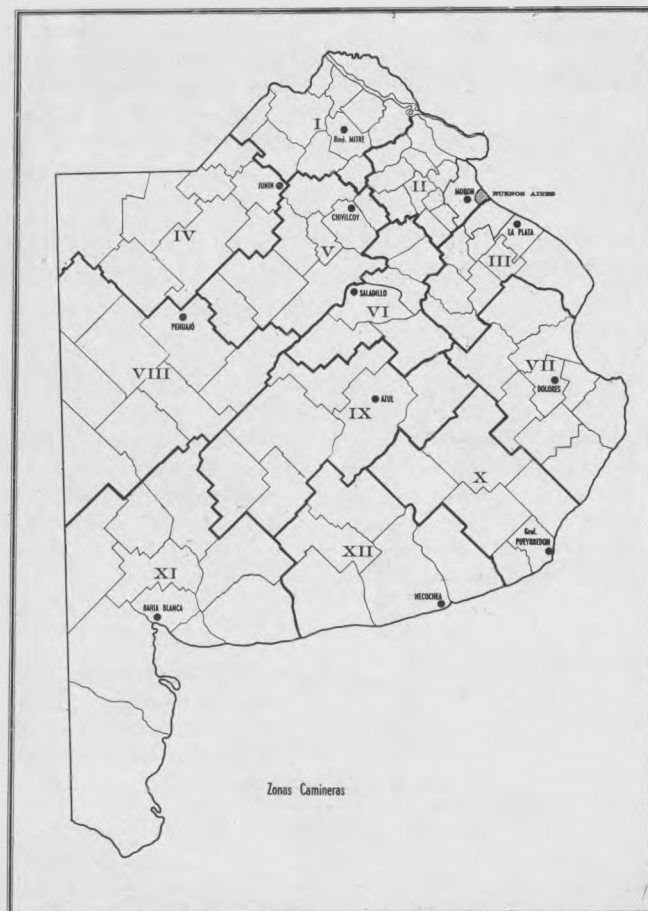 I
Bmé. MITRE
II
MORON
BUENOS AIRES
JUNIN
CHIVILCOY
LA PLATA
IV
V
III
SALADILLO
VI
PEHUAJÓ
VIII
VII
DOLORES
IX
AZUL
X
Gral.
PUEYRREDON
XII
XI
NECOCHEA
BAHIA BLANCA
Zonas Camineras